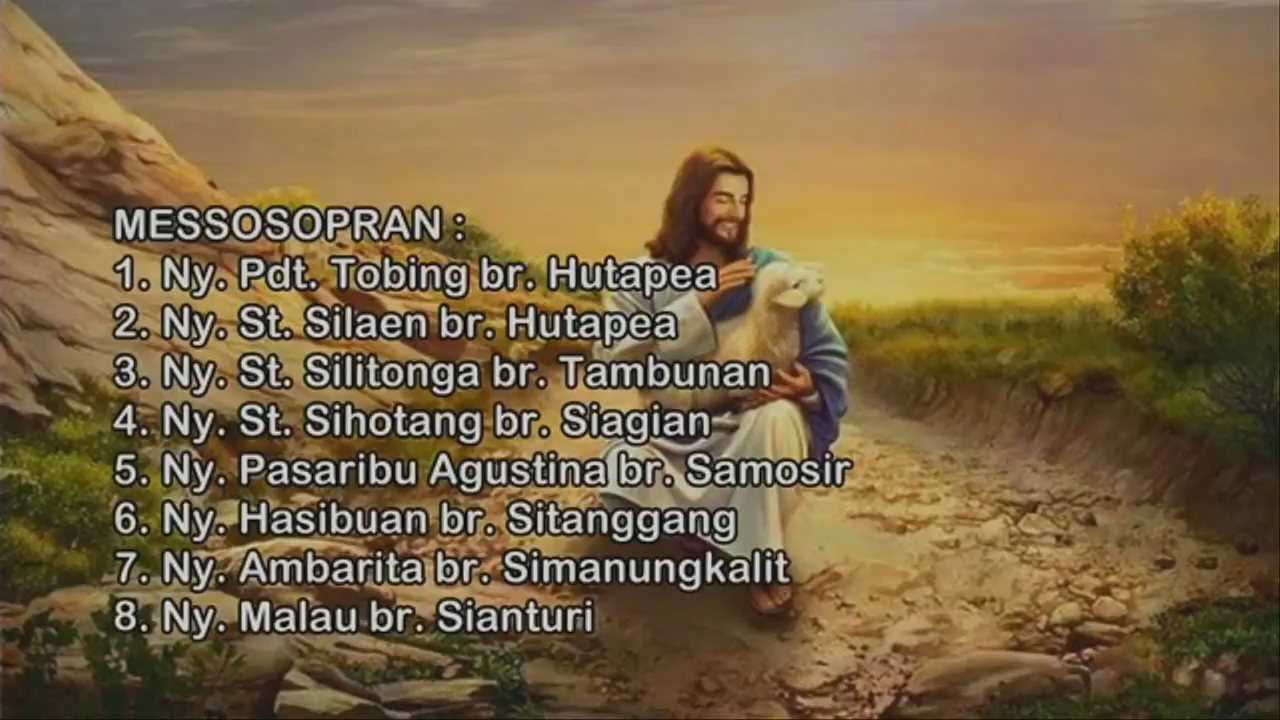 MESSOSOPRAN :
1. Ny. Pdt. Tobing br. Hutapea
2. Ny. St. Silaen br. Hutapea
3. Ny. St. Silitonga br. Tambunan
4. Ny. St. Sihotang br. Siagian
5. Ny. Pasaribu Agustina br. Samosir
6. Ny. Hasibuan br. Sitanggang
7. Ny. Ambarita br. Simanungkalit
8. Ny. Malau br. Sianturi